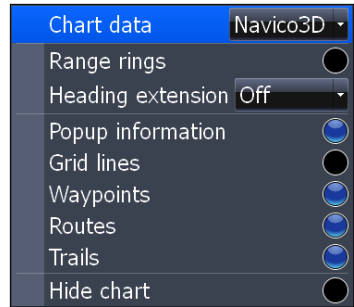 Chart data Navico3D
Range rings
Heading extension Off
Popup information
Grid lines
Waypoints
Routes
Trails
Hide chart